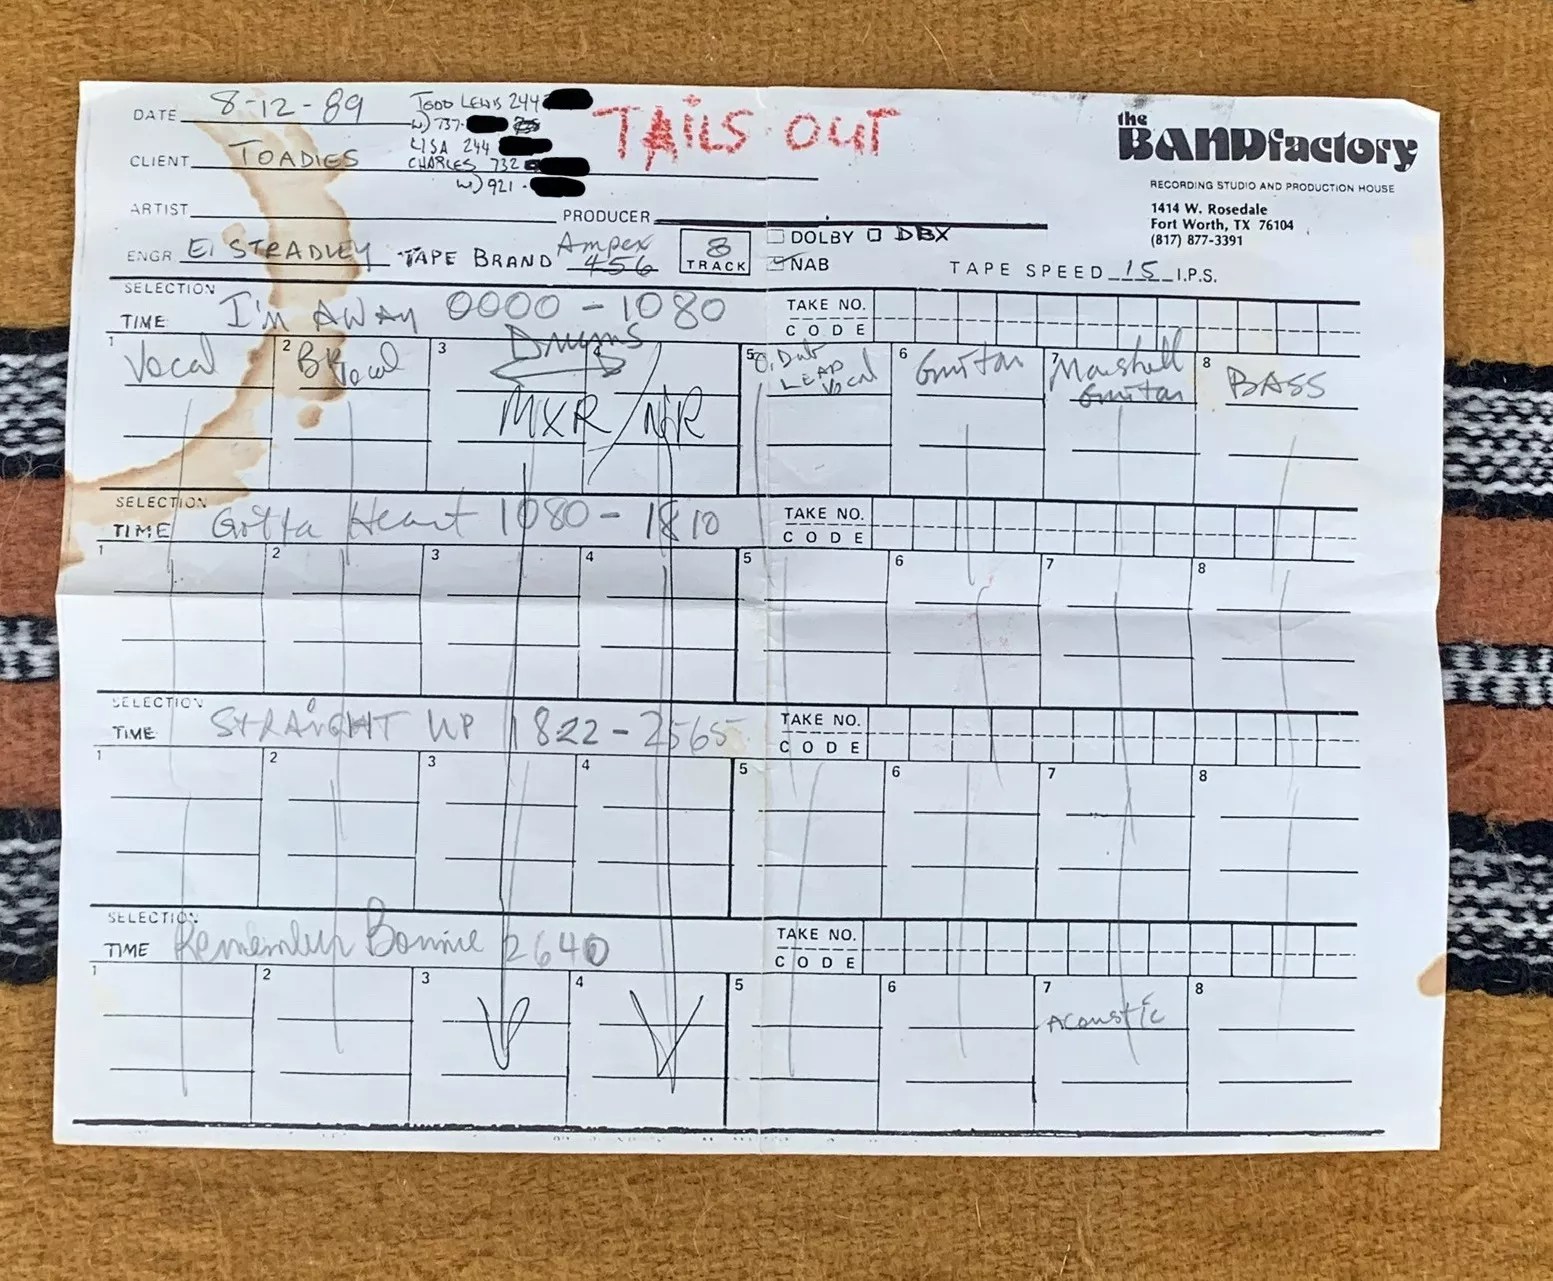 DATE 8-12-89
TODD LEWIS 244
W) 737-
LISA 244
CHARLES 732
W) 921-
TAILS OUT
the
BANDfactory
RECORDING STUDIO AND PRODUCTION HOUSE
1414 W. Rosedale
Fort Worth, TX 76104
(817) 877-3391
CLIENT TOADIES
ARTIST PRODUCER
ENGR E. STRADLEY TAPE BRAND Ampex 456 8 TRACK
DOLBY DBX
NAB
TAPE SPEED 15 I.P.S.
SELECTION
TIME I'm AWAY 0000-1080
TAKE NO.
CODE
1 Vocal
2 Vocal
3 4 Drums
MXR / NR
5 O.Dub
LEAD
Vocal
6 Guitar
7 Marshall
Guitar
8 BASS
SELECTION
TIME Gotta Heart 1080-1810
TAKE NO.
CODE
1 2 3 4 5 6 7 8
SELECTION
TIME STRAIGHT UP 1822-2565
TAKE NO.
CODE
1 2 3 4 5 6 7 8
SELECTION
TIME Remember Bonnie 2640
TAKE NO.
CODE
1 2 3 4 5 6 7 8
Acoustic